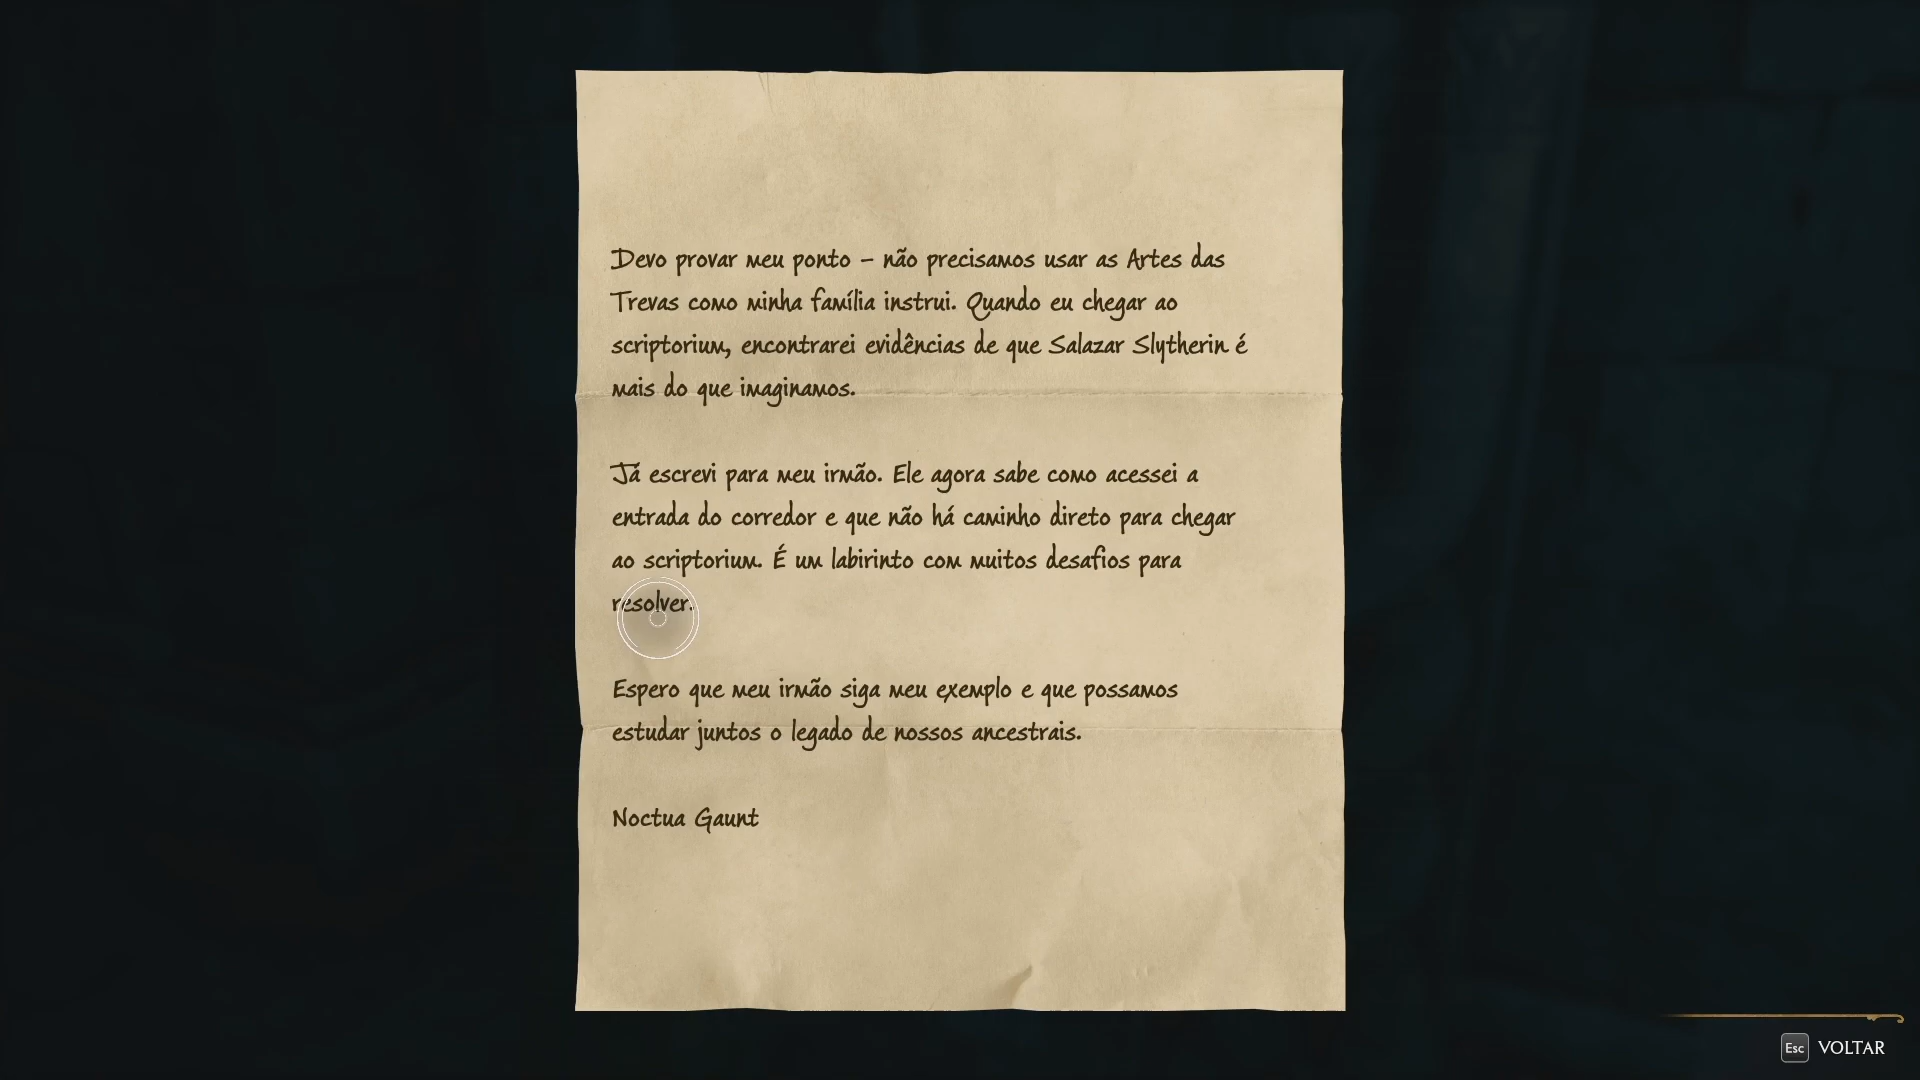 Devo provar meu ponto – não precisamos usar as Artes das
Trevas como minha família instrui. Quando eu chegar ao
scriptorium, encontrarei evidências de que Salazar Slytherin é
mais do que imaginamos.
Já escrevi para meu irmão. Ele agora sabe como acessei a
entrada do corredor e que não há caminho direto para chegar
ao scriptorium. É um labirinto com muitos desafios para
resolver.
Espero que meu irmão siga meu exemplo e que possamos
estudar juntos o legado de nossos ancestrais.
Noctua Gaunt
Esc VOLTAR